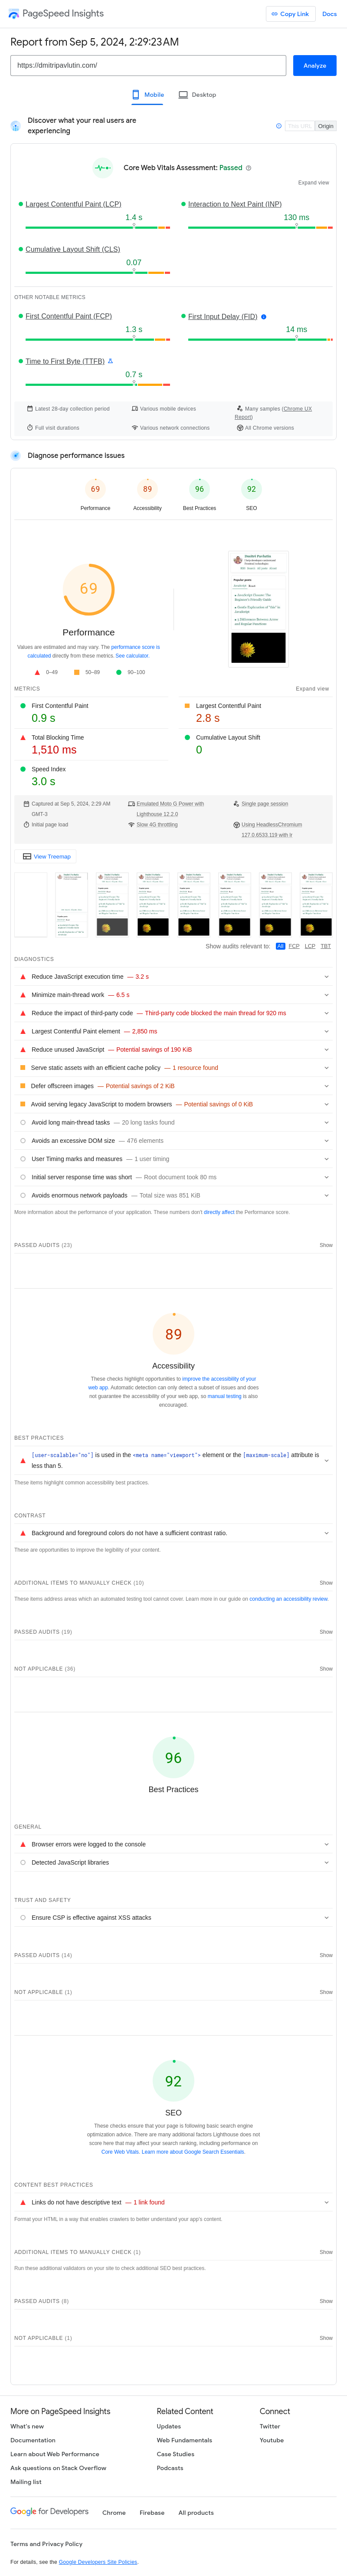 PageSpeed Insights
Copy Link
Docs
Report from Sep 5, 2024, 2:29:23 AM
https://dmitripavlutin.com/
Analyze
Mobile
Desktop
Discover what your real users are
experiencing
This URL
Origin
Core Web Vitals Assessment: Passed
Expand view
Largest Contentful Paint (LCP)
1.4 s
Interaction to Next Paint (INP)
130 ms
Cumulative Layout Shift (CLS)
0.07
OTHER NOTABLE METRICS
First Contentful Paint (FCP)
1.3 s
First Input Delay (FID)
14 ms
Time to First Byte (TTFB)
0.7 s
Latest 28-day collection period
Various mobile devices
Many samples (Chrome UX
Report)
Full visit durations
Various network connections
All Chrome versions
Diagnose performance issues
69
Performance
89
Accessibility
96
Best Practices
92
SEO
69
Performance
Values are estimated and may vary. The performance score is
calculated directly from these metrics. See calculator.
0–49
50–89
90–100
METRICS
Expand view
First Contentful Paint
0.9 s
Largest Contentful Paint
2.8 s
Total Blocking Time
1,510 ms
Cumulative Layout Shift
0
Speed Index
3.0 s
Captured at Sep 5, 2024, 2:29 AM
GMT-3
Emulated Moto G Power with
Lighthouse 12.2.0
Single page session
Initial page load
Slow 4G throttling
Using HeadlessChromium
127.0.6533.119 with lr
View Treemap
Show audits relevant to:
All
FCP
LCP
TBT
DIAGNOSTICS
Reduce JavaScript execution time — 3.2 s
Minimize main-thread work — 6.5 s
Reduce the impact of third-party code — Third-party code blocked the main thread for 920 ms
Largest Contentful Paint element — 2,850 ms
Reduce unused JavaScript — Potential savings of 190 KiB
Serve static assets with an efficient cache policy — 1 resource found
Defer offscreen images — Potential savings of 2 KiB
Avoid serving legacy JavaScript to modern browsers — Potential savings of 0 KiB
Avoid long main-thread tasks — 20 long tasks found
Avoids an excessive DOM size — 476 elements
User Timing marks and measures — 1 user timing
Initial server response time was short — Root document took 80 ms
Avoids enormous network payloads — Total size was 851 KiB
More information about the performance of your application. These numbers don't directly affect the Performance score.
PASSED AUDITS (23)
Show
89
Accessibility
These checks highlight opportunities to improve the accessibility of your
web app. Automatic detection can only detect a subset of issues and does
not guarantee the accessibility of your web app, so manual testing is also
encouraged.
BEST PRACTICES
[user-scalable="no"] is used in the <meta name="viewport"> element or the [maximum-scale] attribute is
less than 5.
These items highlight common accessibility best practices.
CONTRAST
Background and foreground colors do not have a sufficient contrast ratio.
These are opportunities to improve the legibility of your content.
ADDITIONAL ITEMS TO MANUALLY CHECK (10)
Show
These items address areas which an automated testing tool cannot cover. Learn more in our guide on conducting an accessibility review.
PASSED AUDITS (19)
Show
NOT APPLICABLE (36)
Show
96
Best Practices
GENERAL
Browser errors were logged to the console
Detected JavaScript libraries
TRUST AND SAFETY
Ensure CSP is effective against XSS attacks
PASSED AUDITS (14)
Show
NOT APPLICABLE (1)
Show
92
SEO
These checks ensure that your page is following basic search engine
optimization advice. There are many additional factors Lighthouse does not
score here that may affect your search ranking, including performance on
Core Web Vitals. Learn more about Google Search Essentials.
CONTENT BEST PRACTICES
Links do not have descriptive text — 1 link found
Format your HTML in a way that enables crawlers to better understand your app's content.
ADDITIONAL ITEMS TO MANUALLY CHECK (1)
Show
Run these additional validators on your site to check additional SEO best practices.
PASSED AUDITS (8)
Show
NOT APPLICABLE (1)
Show
More on PageSpeed Insights
What's new
Documentation
Learn about Web Performance
Ask questions on Stack Overflow
Mailing list
Related Content
Updates
Web Fundamentals
Case Studies
Podcasts
Connect
Twitter
Youtube
Google for Developers
Chrome
Firebase
All products
Terms and Privacy Policy
For details, see the Google Developers Site Policies.